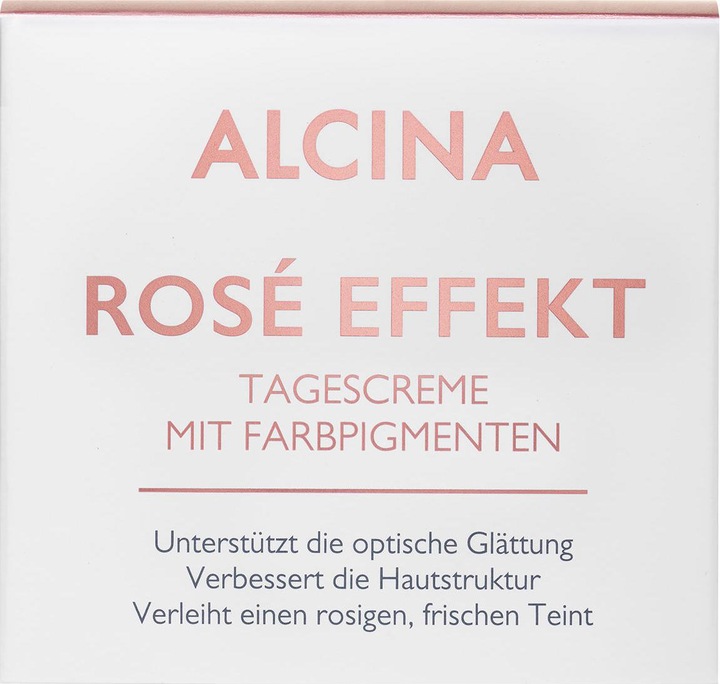 ALCINA
ROSÉ EFFEKT
TAGESCREME
MIT FARBPIGMENTEN
Unterstützt die optische Glättung
Verbessert die Hautstruktur
Verleiht einen rosigen, frischen Teint